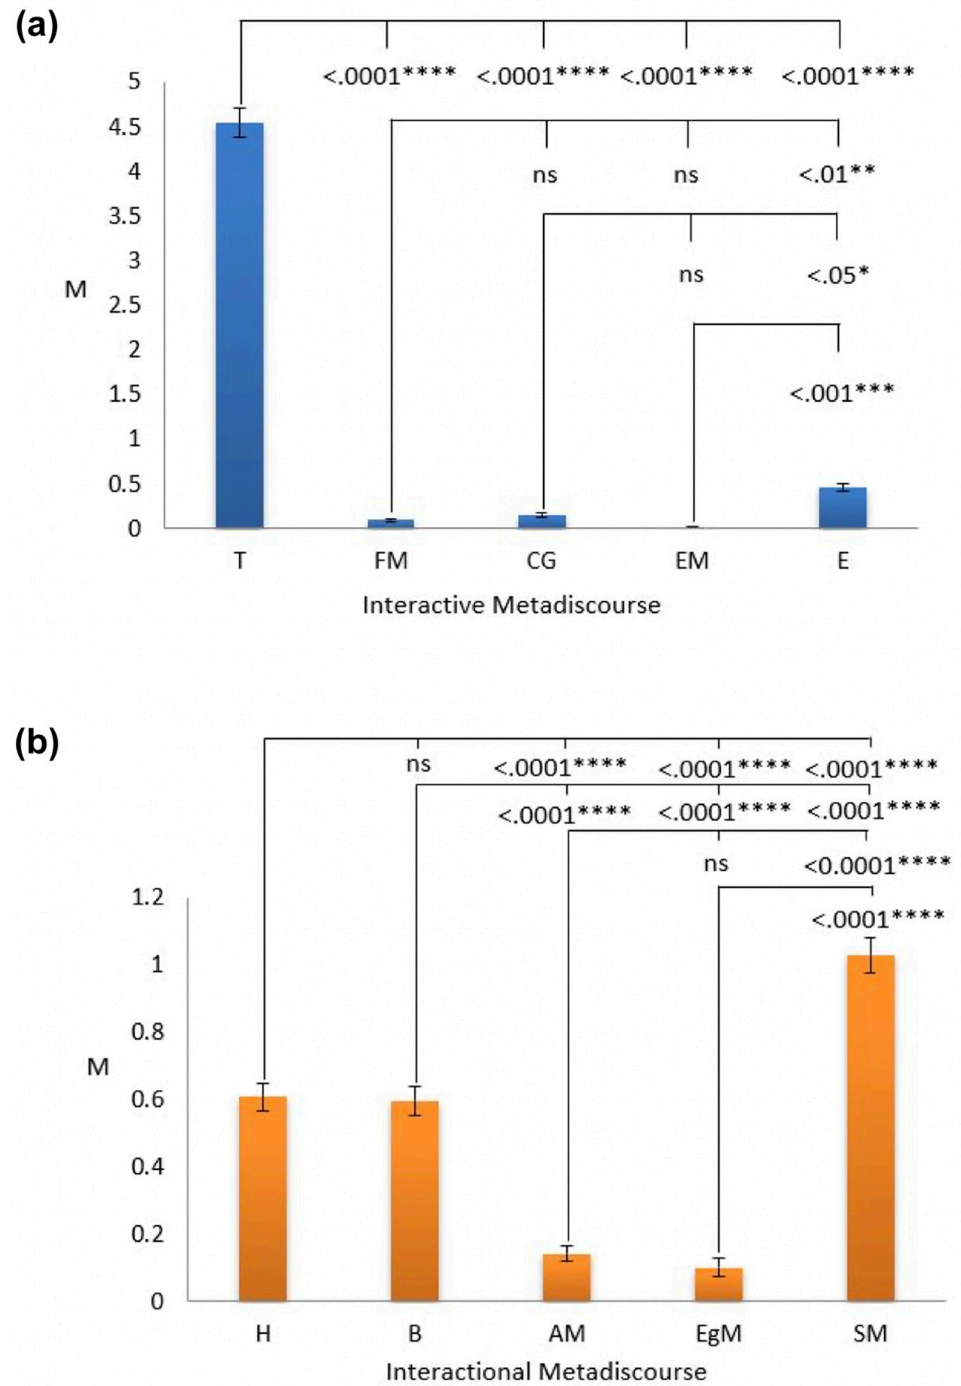 (a)
<.0001**** <.0001**** <.0001**** <.0001****
5
4.5
4
ns ns <.01**
3.5
3
ns <.05*
M
2.5
2
1.5
<.001***
1
0.5
0
T FM CG EM E
Interactive Metadiscourse
(b)
ns <.0001**** <.0001**** <.0001****
<.0001**** <.0001**** <.0001****
ns <0.0001****
1.2
<.0001****
1
0.8
M
0.6
0.4
0.2
0
H B AM EgM SM
Interactional Metadiscourse